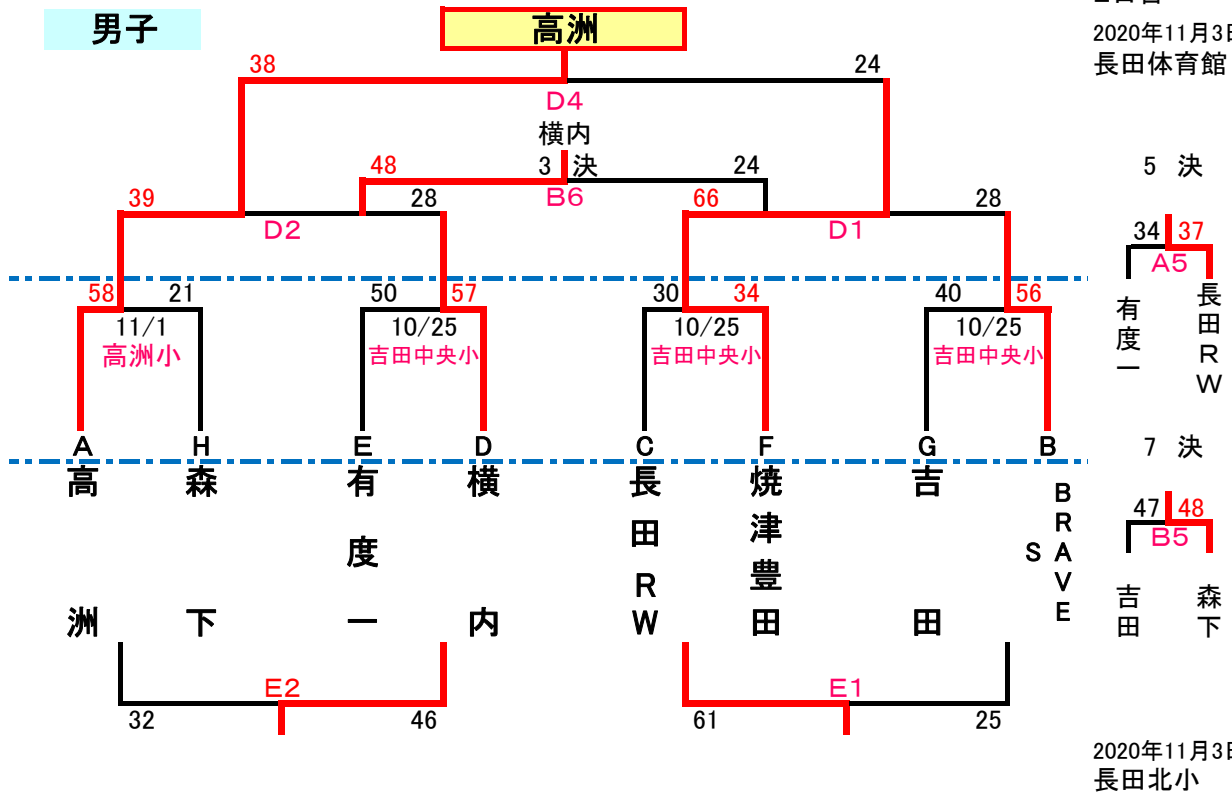 男子
高洲
2020年11月3日
長田体育館
38
24
D4
横内
48
3 決
24
B6
39
28
66
28
D2
D1
5 決
34 37
A5
有度一
長田RW
58 21
50 57
30 34
40 56
11/1
10/25
10/25
10/25
高洲小
吉田中央小
吉田中央小
吉田中央小
A H E D C F G B
高洲
森下
有度一
横内
長田RW
焼津豊田
吉田
BRAVE
S
7 決
47 48
B5
吉田
森下
E2
E1
32 46
61 25
2020年11月3日
長田北小